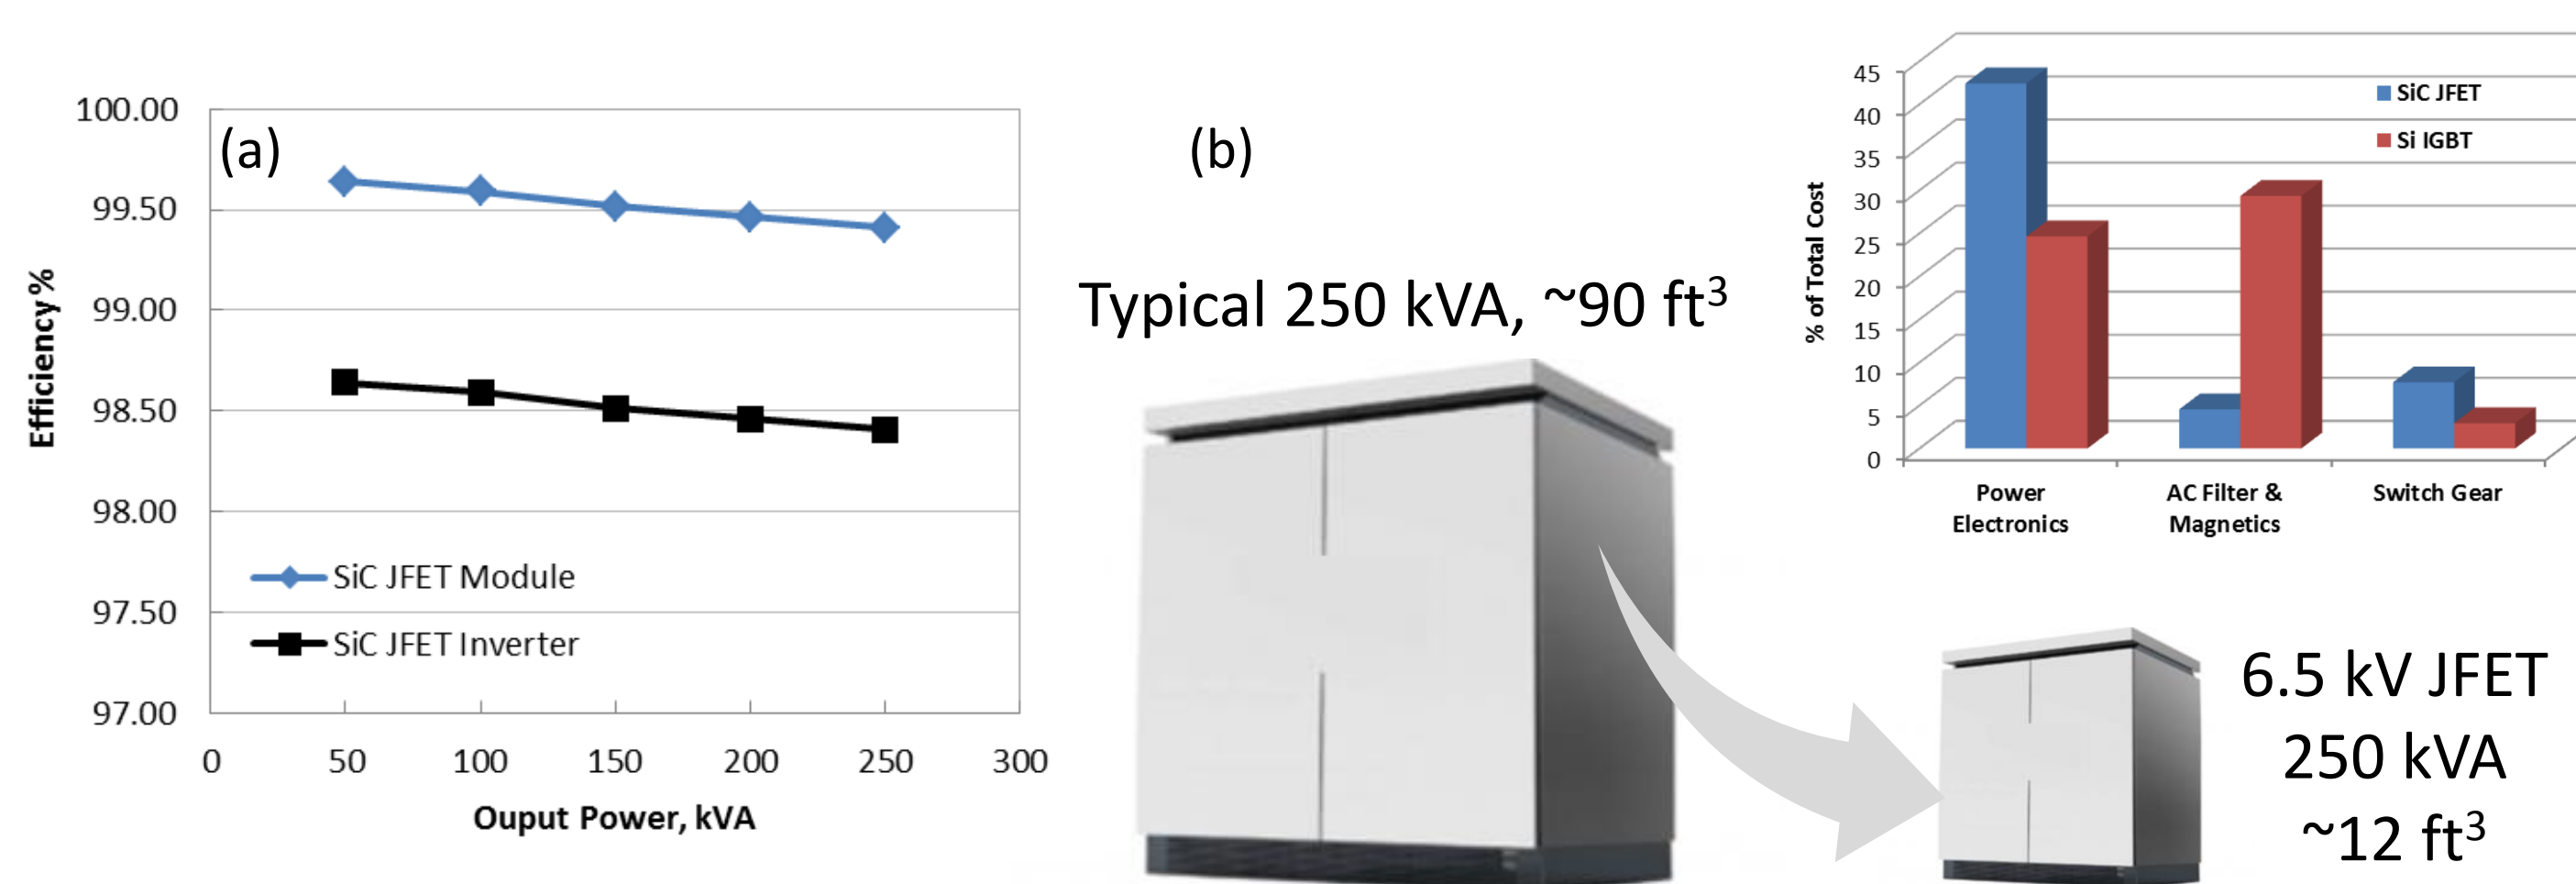 (a)
100.00
99.50
99.00
98.50
98.00
97.50
97.00
Efficiency %
SiC JFET Module
SiC JFET Inverter
0 50 100 150 200 250 300
Ouput Power, kVA
(b)
Typical 250 kVA, ~90 ft³
45
40
35
30
25
20
15
10
5
0
% of Total Cost
SiC JFET
Si IGBT
Power
Electronics
AC Filter &
Magnetics
Switch Gear
6.5 kV JFET
250 kVA
~12 ft³